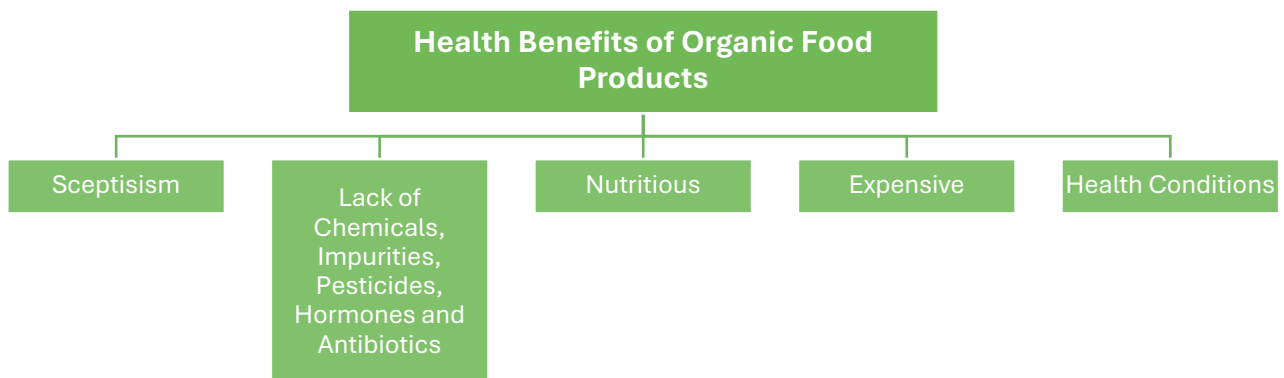 Health Benefits of Organic Food
Products
Sceptisism
Lack of
Chemicals,
Impurities,
Pesticides,
Hormones and
Antibiotics
Nutritious
Expensive
Health Conditions